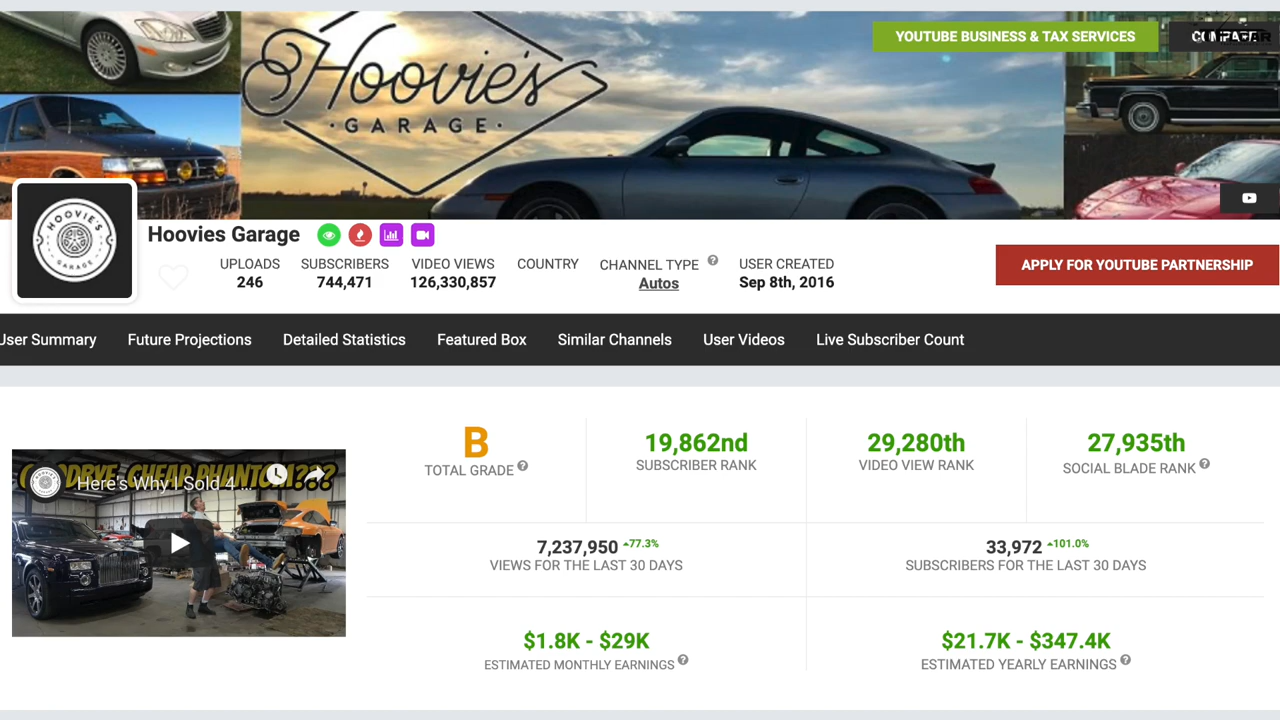 Hoovie's
·GARAGE·
YOUTUBE BUSINESS & TAX SERVICES
HOOVIE'S
GARAGE
Hoovies Garage
UPLOADS
246
SUBSCRIBERS
744,471
VIDEO VIEWS
126,330,857
COUNTRY
CHANNEL TYPE
Autos
USER CREATED
Sep 8th, 2016
APPLY FOR YOUTUBE PARTNERSHIP
User Summary
Future Projections
Detailed Statistics
Featured Box
Similar Channels
User Videos
Live Subscriber Count
GOODBYE, CHEAP PHANTOM???
Here's Why I Sold 4 ...
B
TOTAL GRADE
19,862nd
SUBSCRIBER RANK
29,280th
VIDEO VIEW RANK
27,935th
SOCIAL BLADE RANK
7,237,950 77.3%
VIEWS FOR THE LAST 30 DAYS
33,972 101.0%
SUBSCRIBERS FOR THE LAST 30 DAYS
$1.8K - $29K
ESTIMATED MONTHLY EARNINGS
$21.7K - $347.4K
ESTIMATED YEARLY EARNINGS